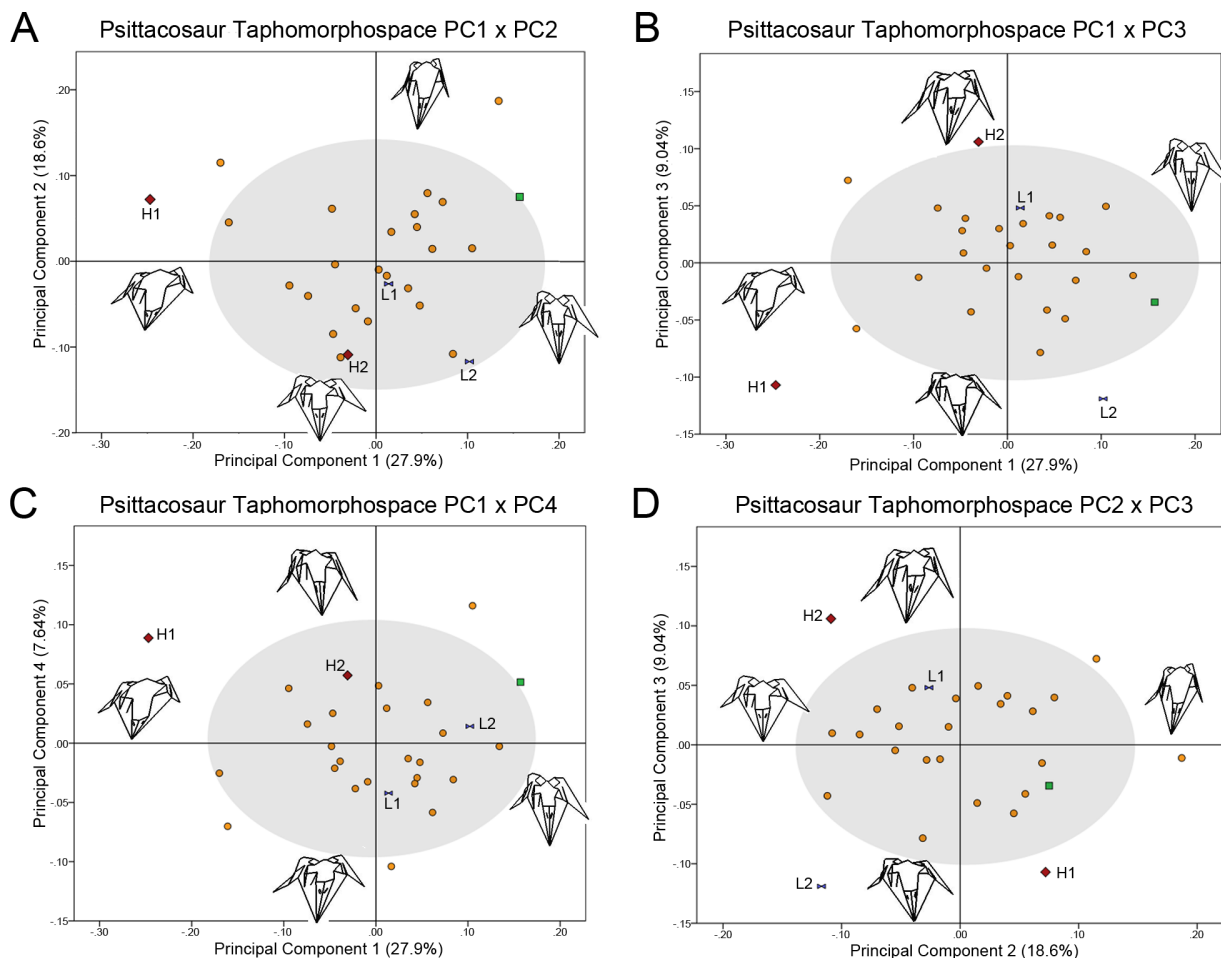 A
Psittacosaur Taphomorphospace PC1 x PC2
Principal Component 2 (18.6%)
.20
.10
.00
-.10
-.20
H1
L1
H2
L2
-.30
-.20
-.10
.00
.10
.20
Principal Component 1 (27.9%)
B
Psittacosaur Taphomorphospace PC1 x PC3
Principal Component 3 (9.04%)
.15
.10
.05
.00
-.05
-.10
-.15
H2
L1
H1
L2
-.30
-.20
-.10
.00
.10
.20
Principal Component 1 (27.9%)
C
Psittacosaur Taphomorphospace PC1 x PC4
Principal Component 4 (7.64%)
.15
.10
.05
.00
-.05
-.10
-.15
H1
H2
L2
L1
-.30
-.20
-.10
.00
.10
.20
Principal Component 1 (27.9%)
D
Psittacosaur Taphomorphospace PC2 x PC3
Principal Component 3 (9.04%)
.15
.10
.05
.00
-.05
-.10
-.15
H2
L1
L2
H1
-.20
-.10
.00
.10
.20
Principal Component 2 (18.6%)